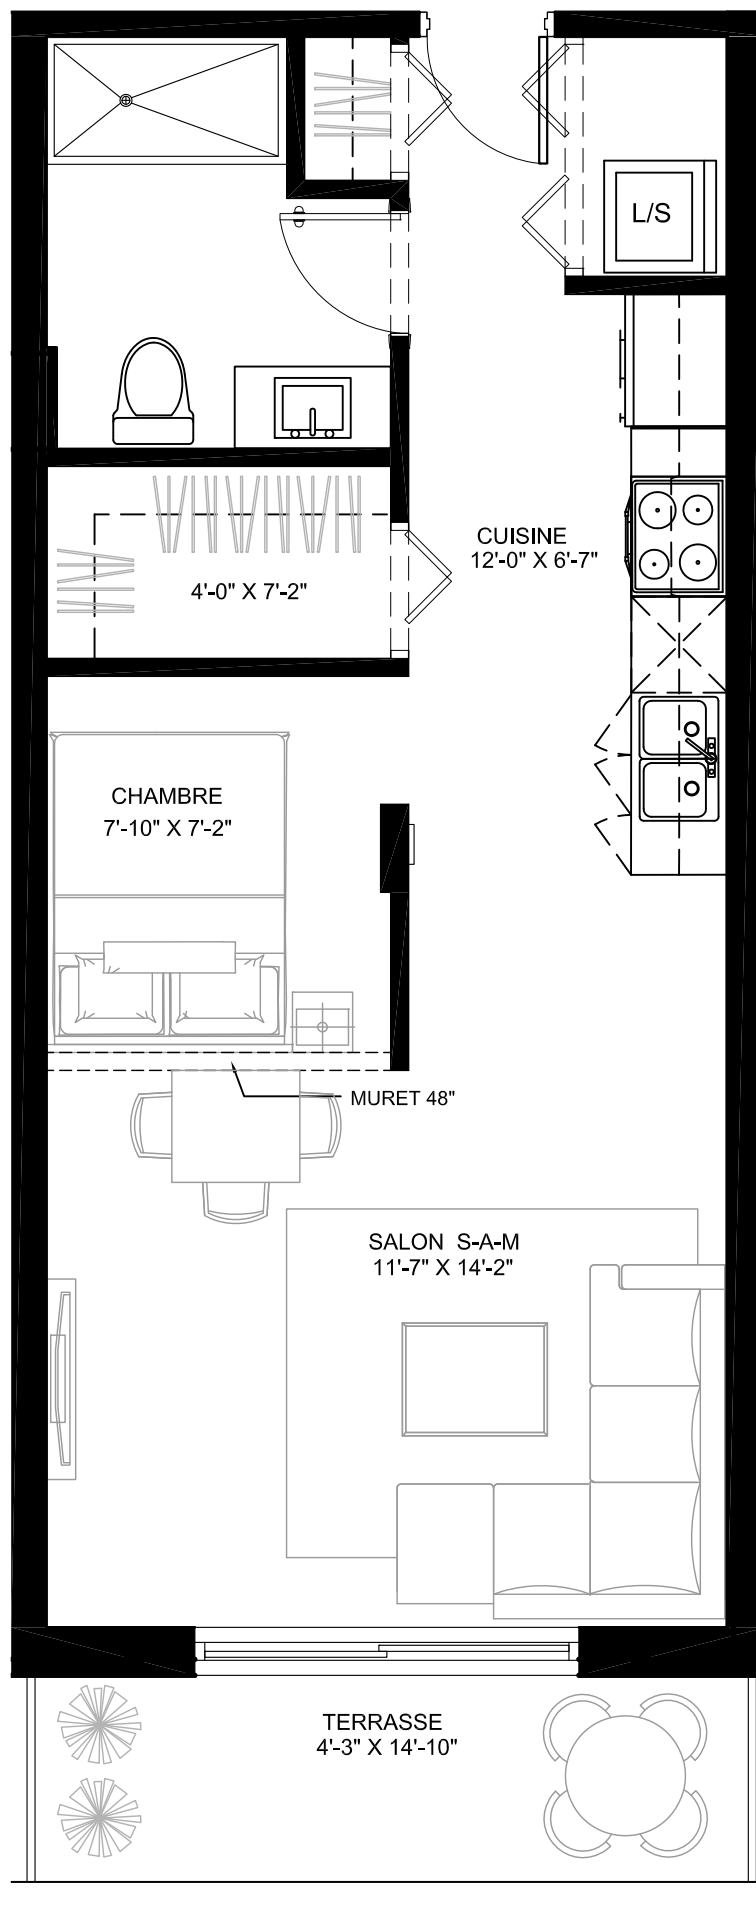 L/S
CUISINE
12'-0" X 6'-7"
4'-0" X 7'-2"
CHAMBRE
7'-10" X 7'-2"
MURET 48"
SALON S-A-M
11'-7" X 14'-2"
TERRASSE
4'-3" X 14'-10"